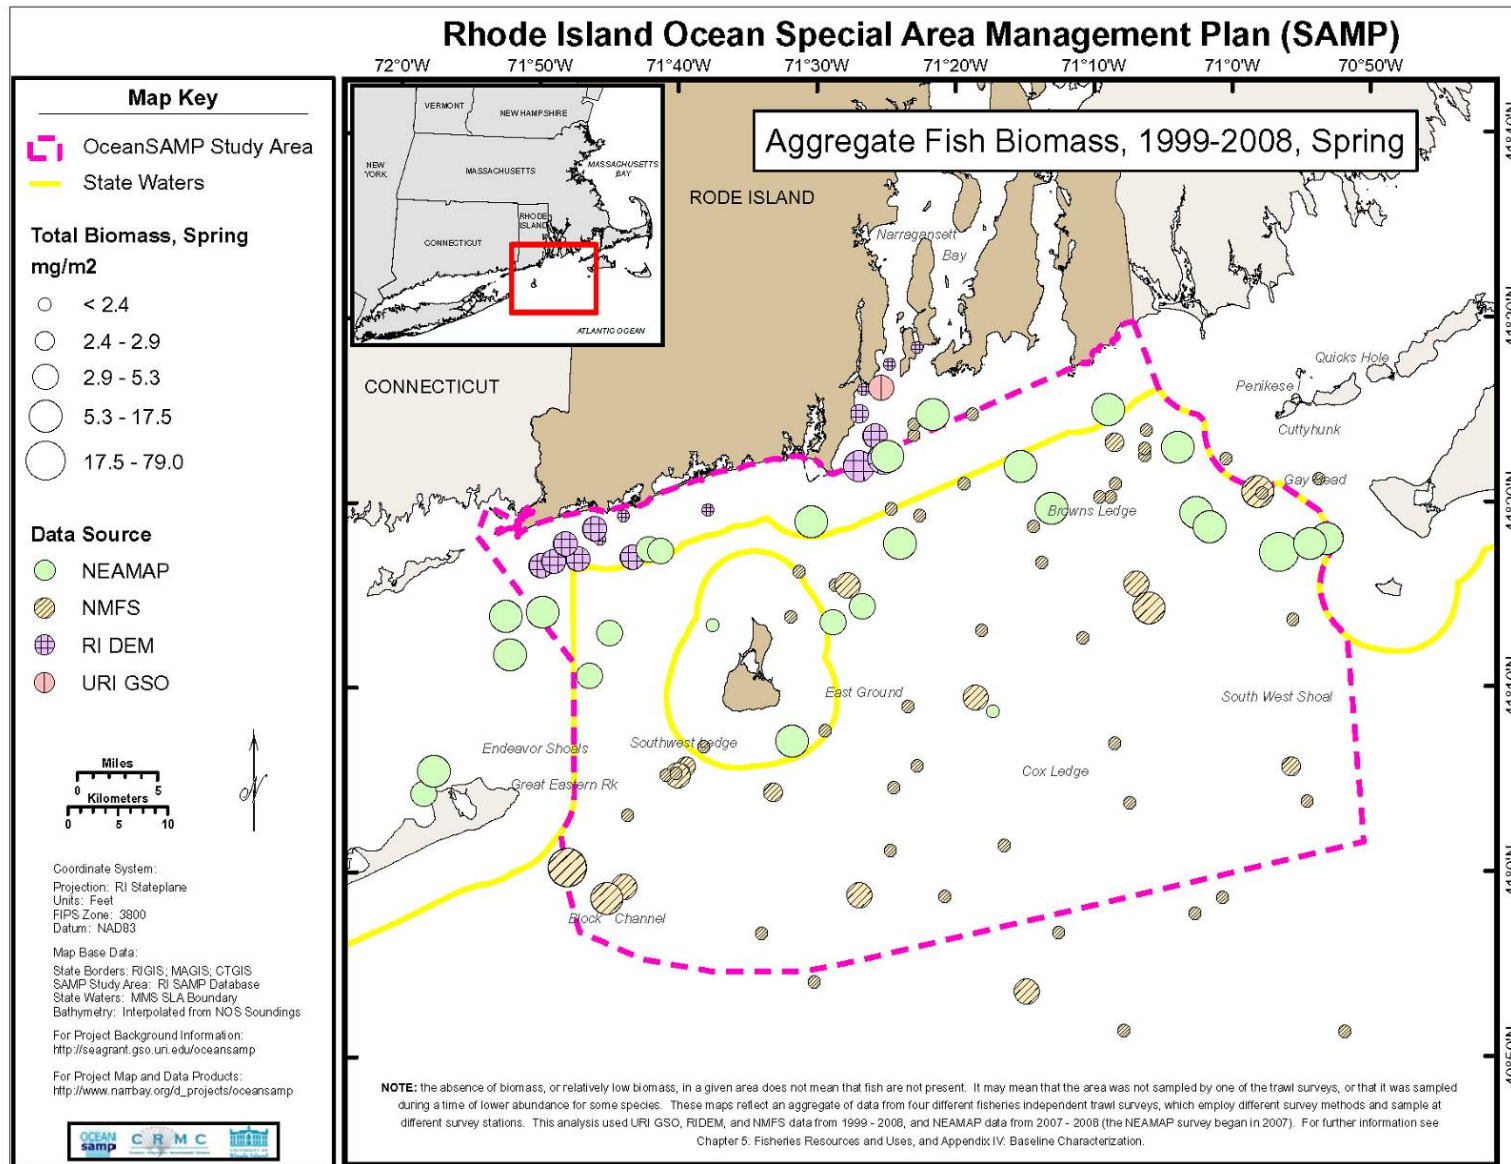 Rhode Island Ocean Special Area Management Plan (SAMP)
72°0'W 71°50'W 71°40'W 71°30'W 71°20'W 71°10'W 71°0'W 70°50'W
Map Key
OceanSAMP Study Area
State Waters
Total Biomass, Spring
mg/m2
< 2.4
2.4 - 2.9
2.9 - 5.3
5.3 - 17.5
17.5 - 79.0
Data Source
NEAMAP
NMFS
RI DEM
URI GSO
Miles
0 5
Kilometers
0 5 10
N
Coordinate System:
Projection: RI Stateplane
Units: Feet
FIPS Zone: 3800
Datum: NAD83
Map Base Data:
State Borders: RIGIS; MAGIS; CTGIS
SAMP Study Area: RI SAMP Database
State Waters: MMS SLA Boundary
Bathymetry: Interpolated from NOS Soundings
For Project Background Information:
http://seagrant.gso.uri.edu/oceansamp
For Project Map and Data Products:
http://www.narrbay.org/d_projects/oceansamp
OCEAN
samp
CRMC
VERMONT
NEW HAMPSHIRE
NEW
YORK
MASSACHUSETTS
MASSACHUSETTS
BAY
CONNECTICUT
RHODE
ISLAND
ATLANTIC OCEAN
Aggregate Fish Biomass, 1999-2008, Spring
RODE ISLAND
CONNECTICUT
Narragansett
Bay
Quicks Hole
Penikese I
Cuttyhunk
Gay Head
Browns Ledge
East Ground
South West Shoal
Endeavor Shoals
Southwest Ledge
Great Eastern Rk
Cox Ledge
Block Channel
NOTE: the absence of biomass, or relatively low biomass, in a given area does not mean that fish are not present. It may mean that the area was not sampled by one of the trawl surveys, or that it was sampled
during a time of lower abundance for some species. These maps reflect an aggregate of data from four different fisheries independent trawl surveys, which employ different survey methods and sample at
different survey stations. This analysis used URI GSO, RIDEM, and NMFS data from 1999 - 2008, and NEAMAP data from 2007 - 2008 (the NEAMAP survey began in 2007). For further information see
Chapter 5: Fisheries Resources and Uses, and Appendix IV: Baseline Characterization.